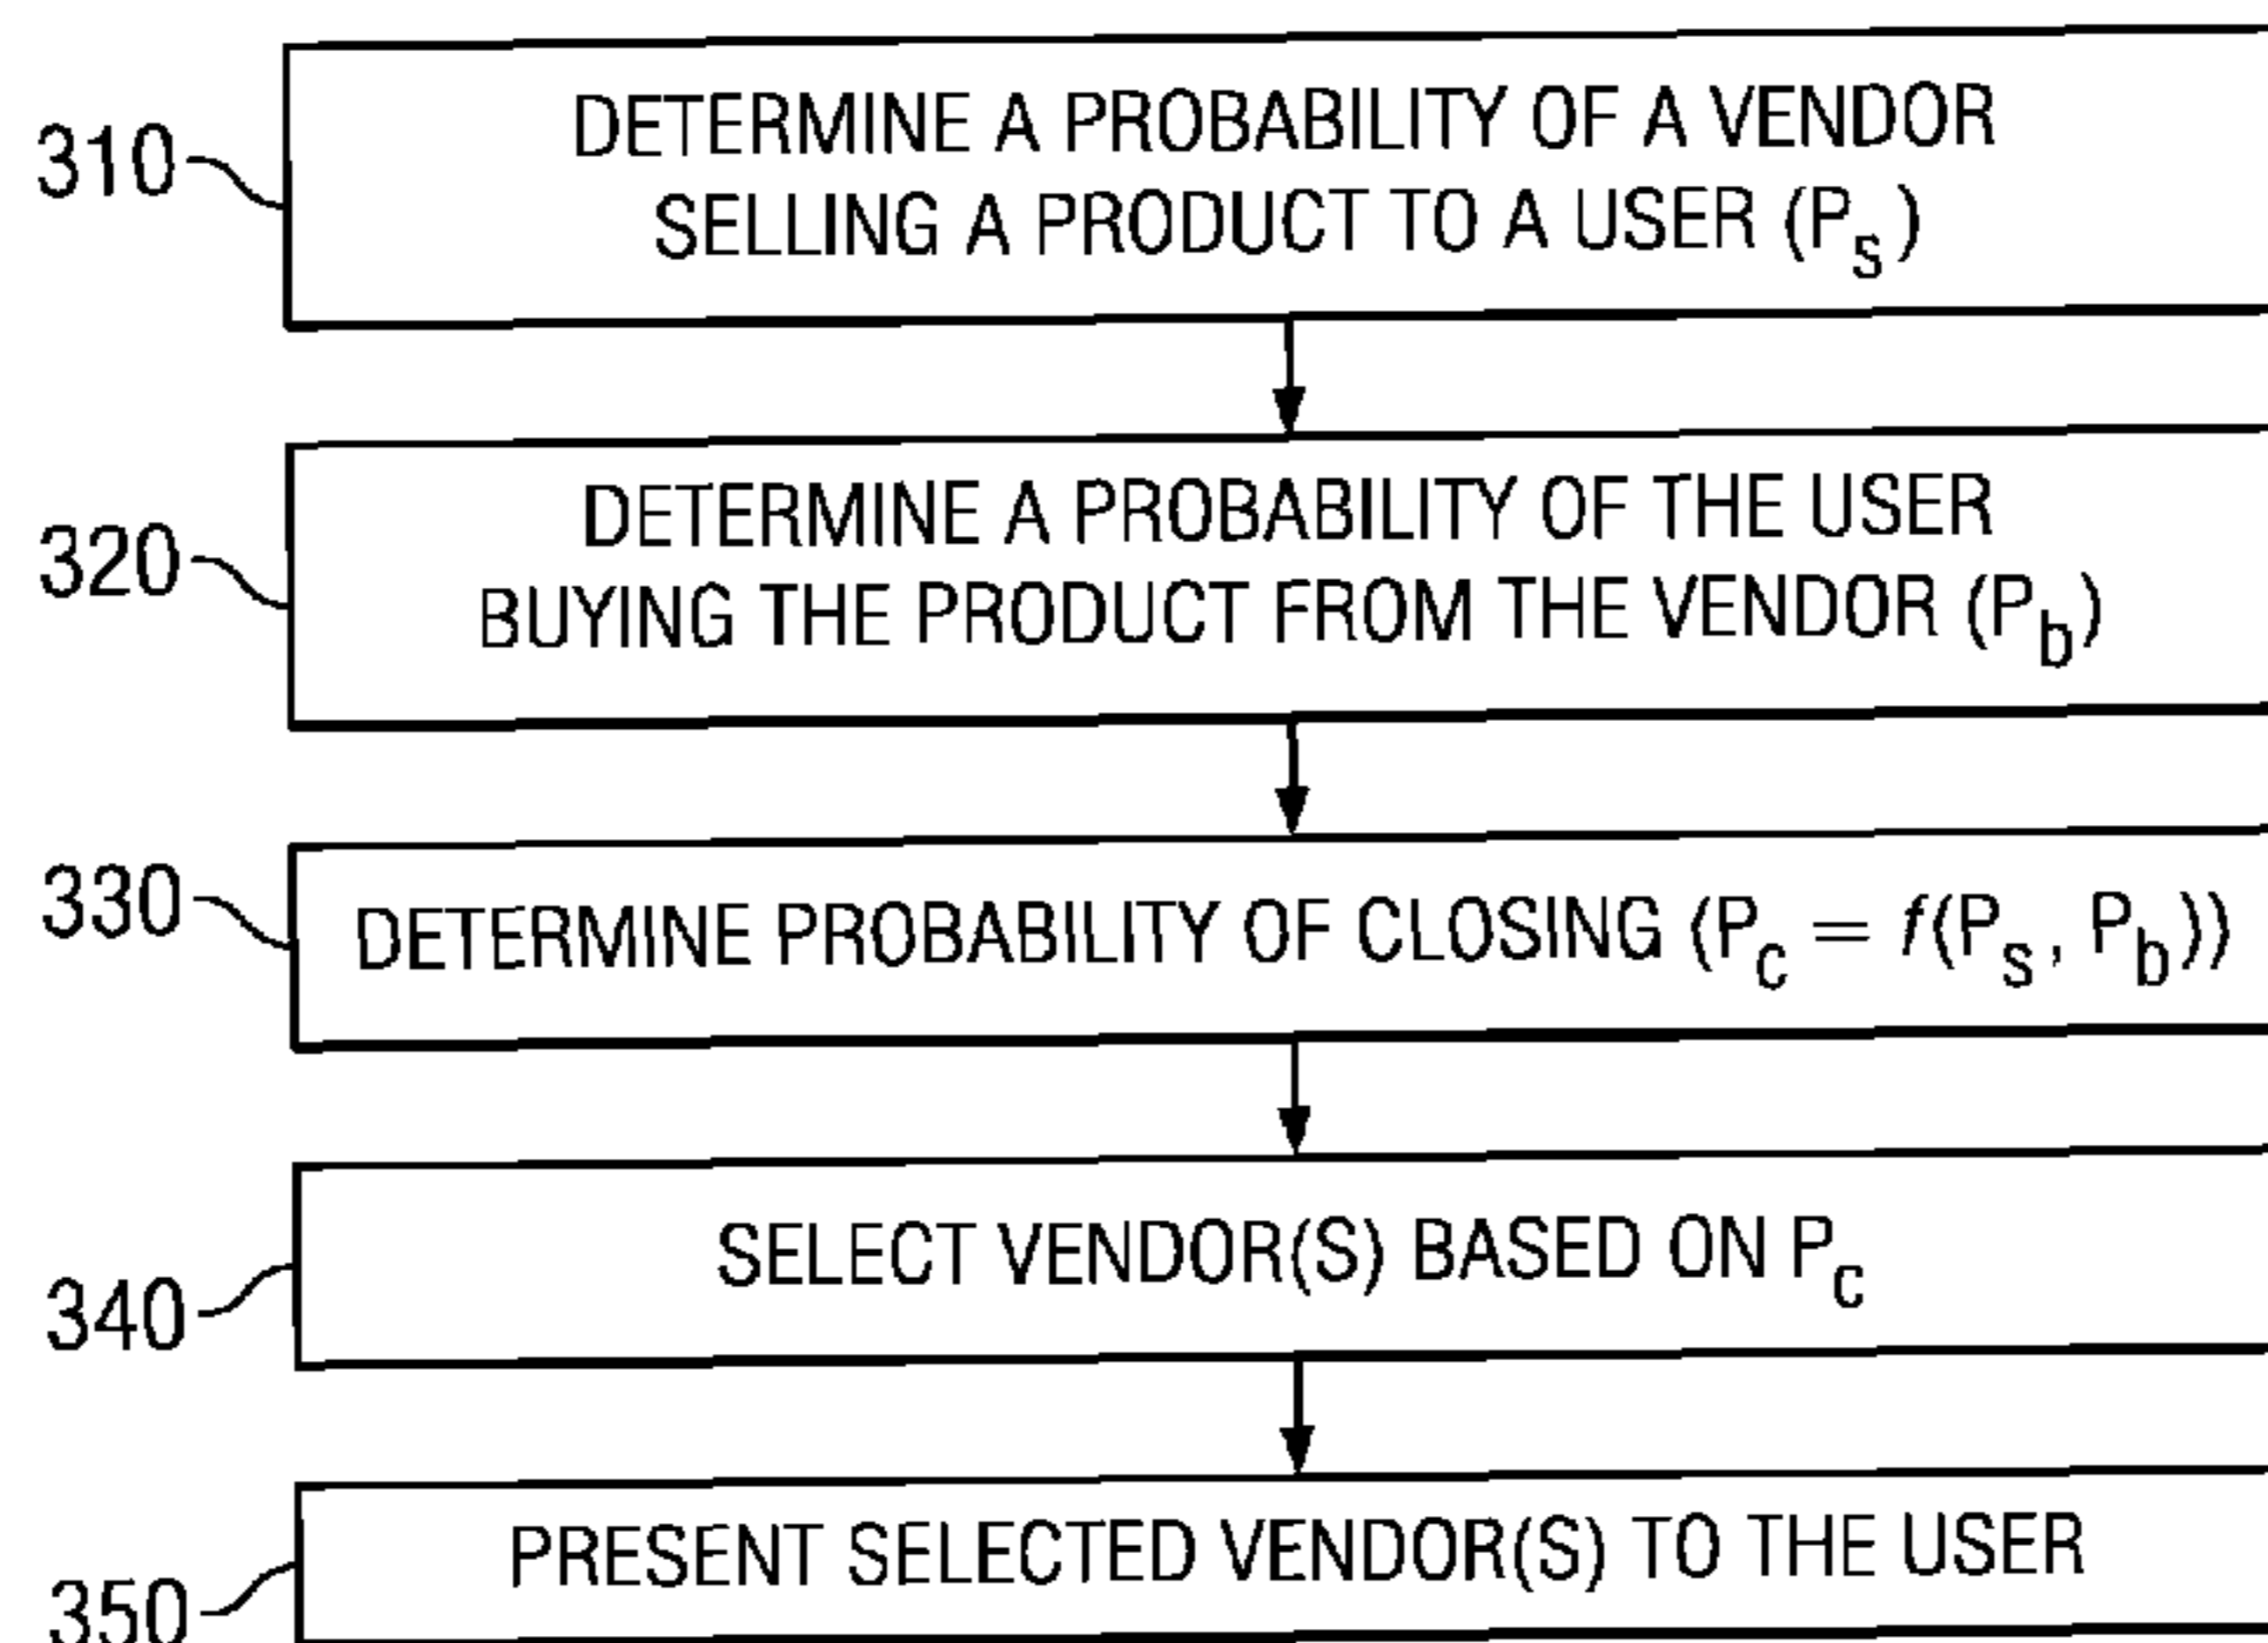 310
DETERMINE A PROBABILITY OF A VENDOR
SELLING A PRODUCT TO A USER (Ps)
320
DETERMINE A PROBABILITY OF THE USER
BUYING THE PRODUCT FROM THE VENDOR (Pb)
330
DETERMINE PROBABILITY OF CLOSING (Pc = f(Ps, Pb))
340
SELECT VENDOR(S) BASED ON Pc
350
PRESENT SELECTED VENDOR(S) TO THE USER